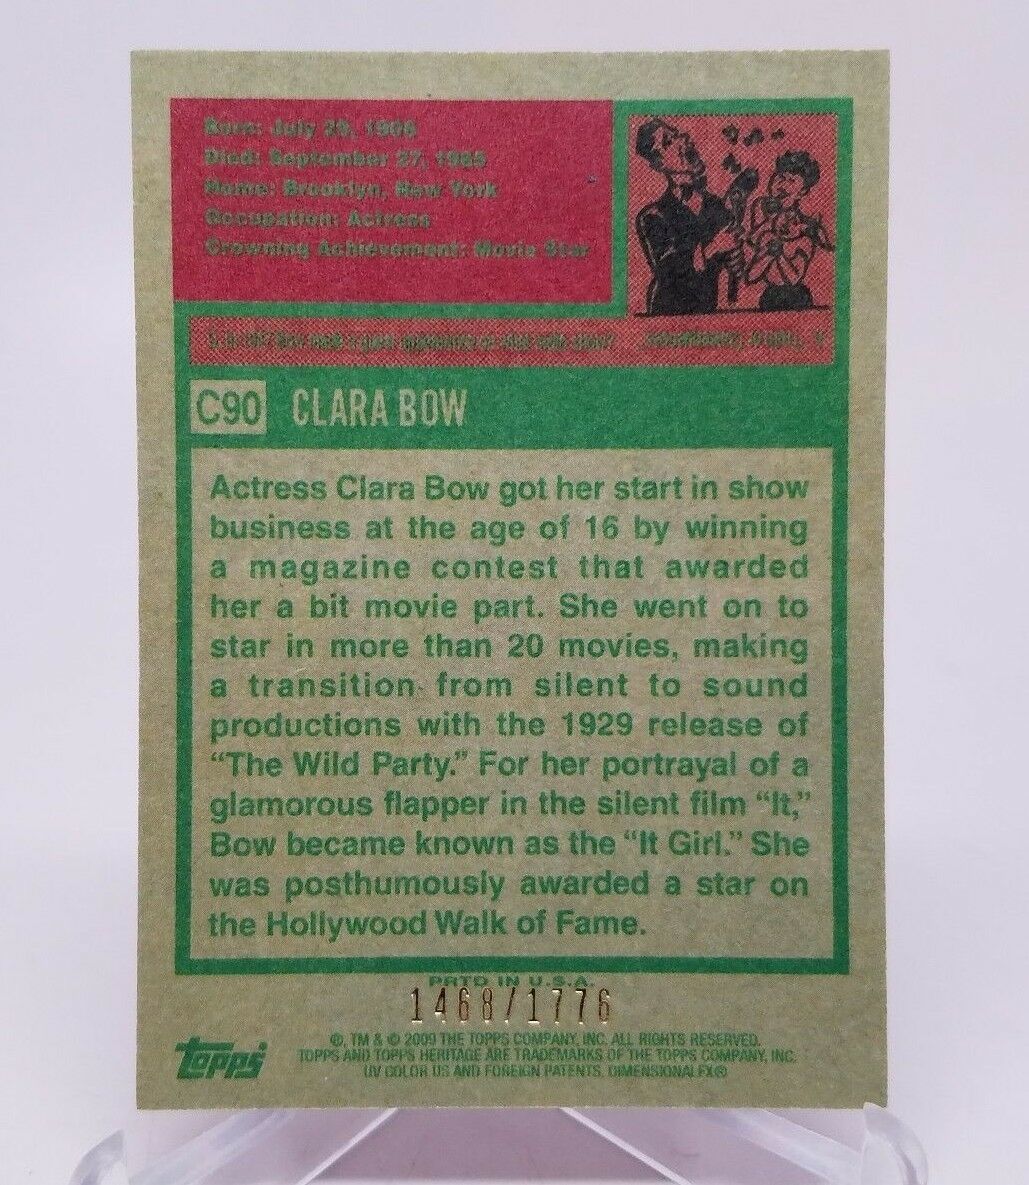 Born: July 29, 1905
Died: September 27, 1965
Home: Brooklyn, New York
Occupation: Actress
Crowning Achievement: Movie Star
C90 CLARA BOW
Actress Clara Bow got her start in show
business at the age of 16 by winning
a magazine contest that awarded
her a bit movie part. She went on to
star in more than 20 movies, making
a transition from silent to sound
productions with the 1929 release of
“The Wild Party.” For her portrayal of a
glamorous flapper in the silent film “It,”
Bow became known as the “It Girl.” She
was posthumously awarded a star on
the Hollywood Walk of Fame.
PRTD IN U.S.A.
1468/1776
topps
®, TM & © 2009 THE TOPPS COMPANY, INC. ALL RIGHTS RESERVED.
TOPPS AND TOPPS HERITAGE ARE TRADEMARKS OF THE TOPPS COMPANY, INC.
UV COLOR US AND FOREIGN PATENTS, DIMENSIONALFX®